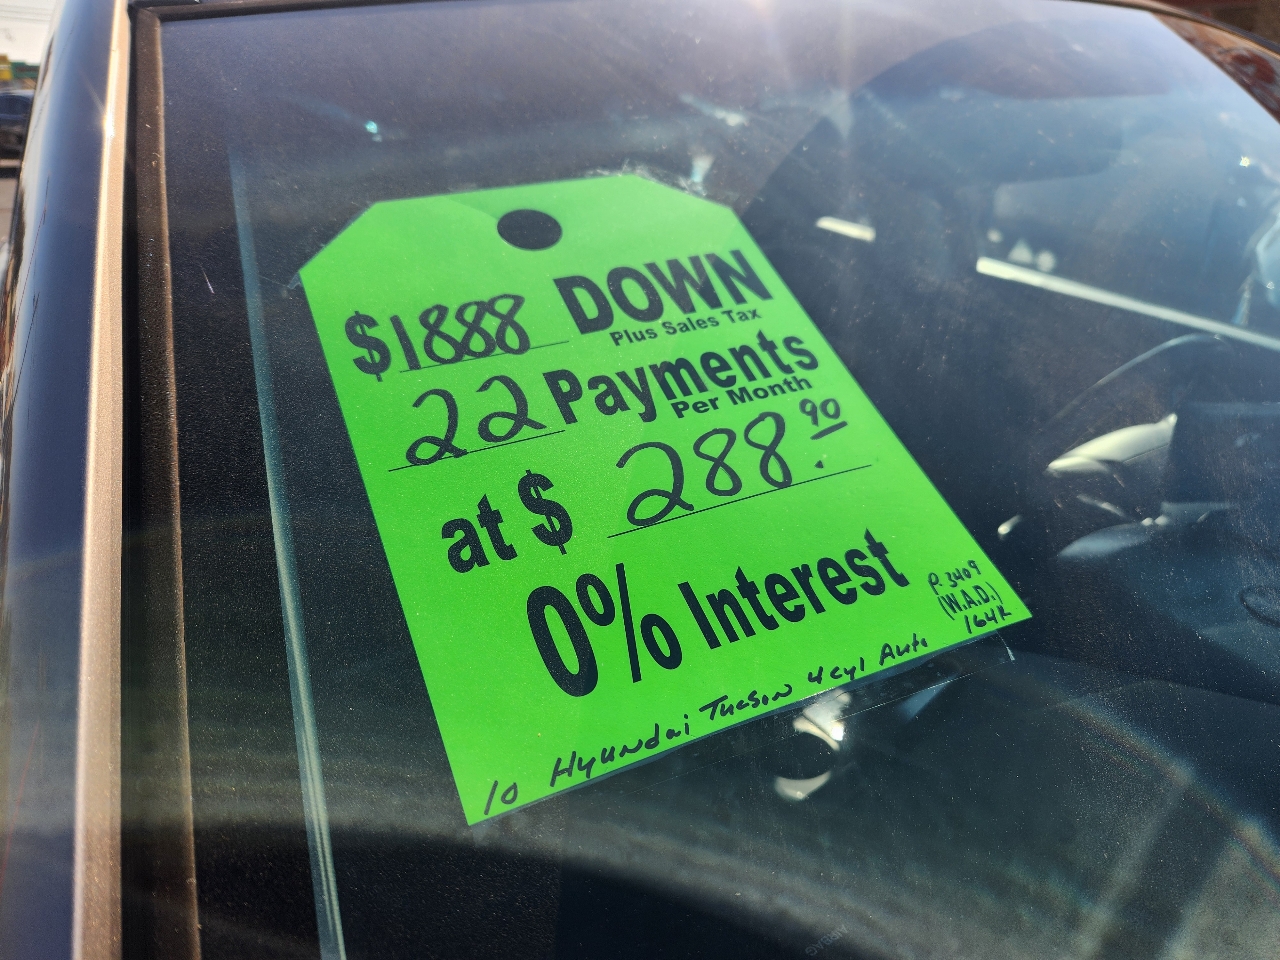 $1888 DOWN
Plus Sales Tax
22 Payments
Per Month
at $ 288.90
0% Interest
P. 3409
(W.A.D.)
164K
10 Hyundai Tucson 4cyl Auto
AIRBAG